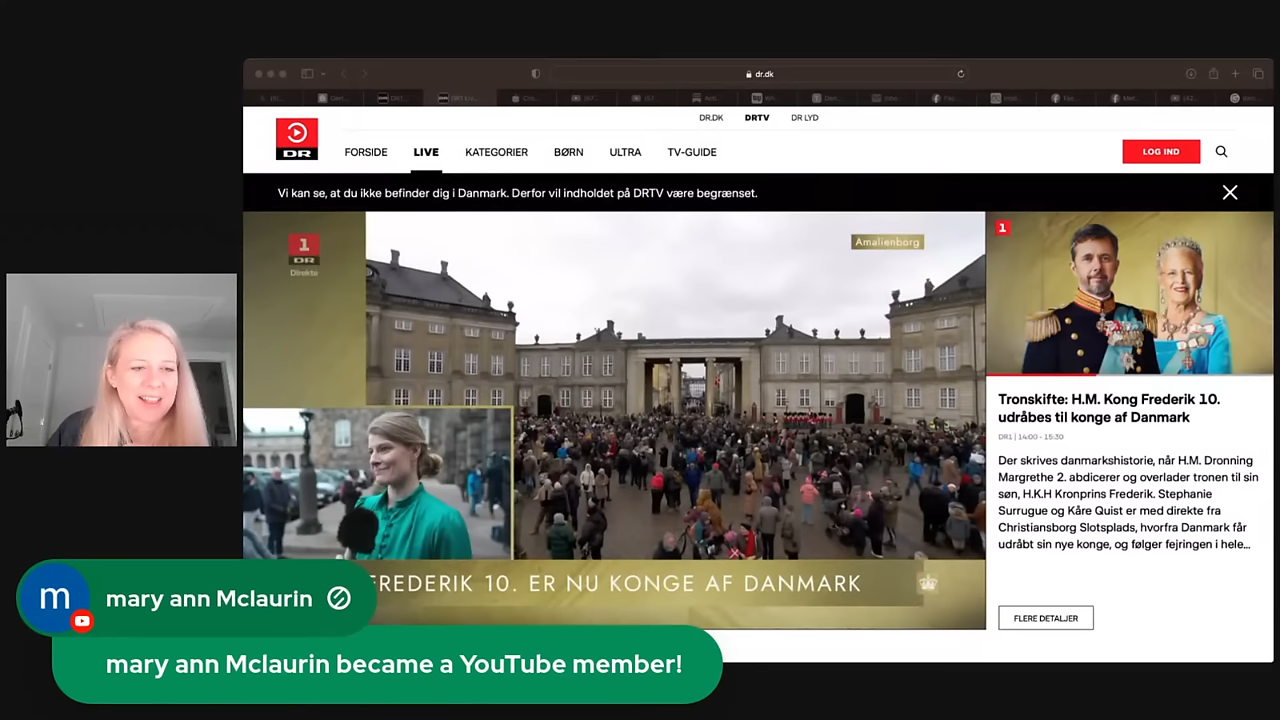 dr.dk
DR.DK DRTV DR LYD
DR
FORSIDE LIVE KATEGORIER BØRN ULTRA TV-GUIDE
LOG IND
Vi kan se, at du ikke befinder dig i Danmark. Derfor vil indholdet på DRTV være begrænset.
1
DR
Direkte
Amalienborg
FREDERIK 10. ER NU KONGE AF DANMARK
1
Tronskifte: H.M. Kong Frederik 10.
udråbes til konge af Danmark
DR1 | 14:00 - 15:30
Der skrives danmarkshistorie, når H.M. Dronning
Margrethe 2. abdicerer og overlader tronen til sin
søn, H.K.H Kronprins Frederik. Stephanie
Surrugue og Kåre Quist er med direkte fra
Christiansborg Slotsplads, hvorfra Danmark får
udråbt sin nye konge, og følger fejringen i hele...
FLERE DETALJER
m
mary ann Mclaurin
mary ann Mclaurin became a YouTube member!